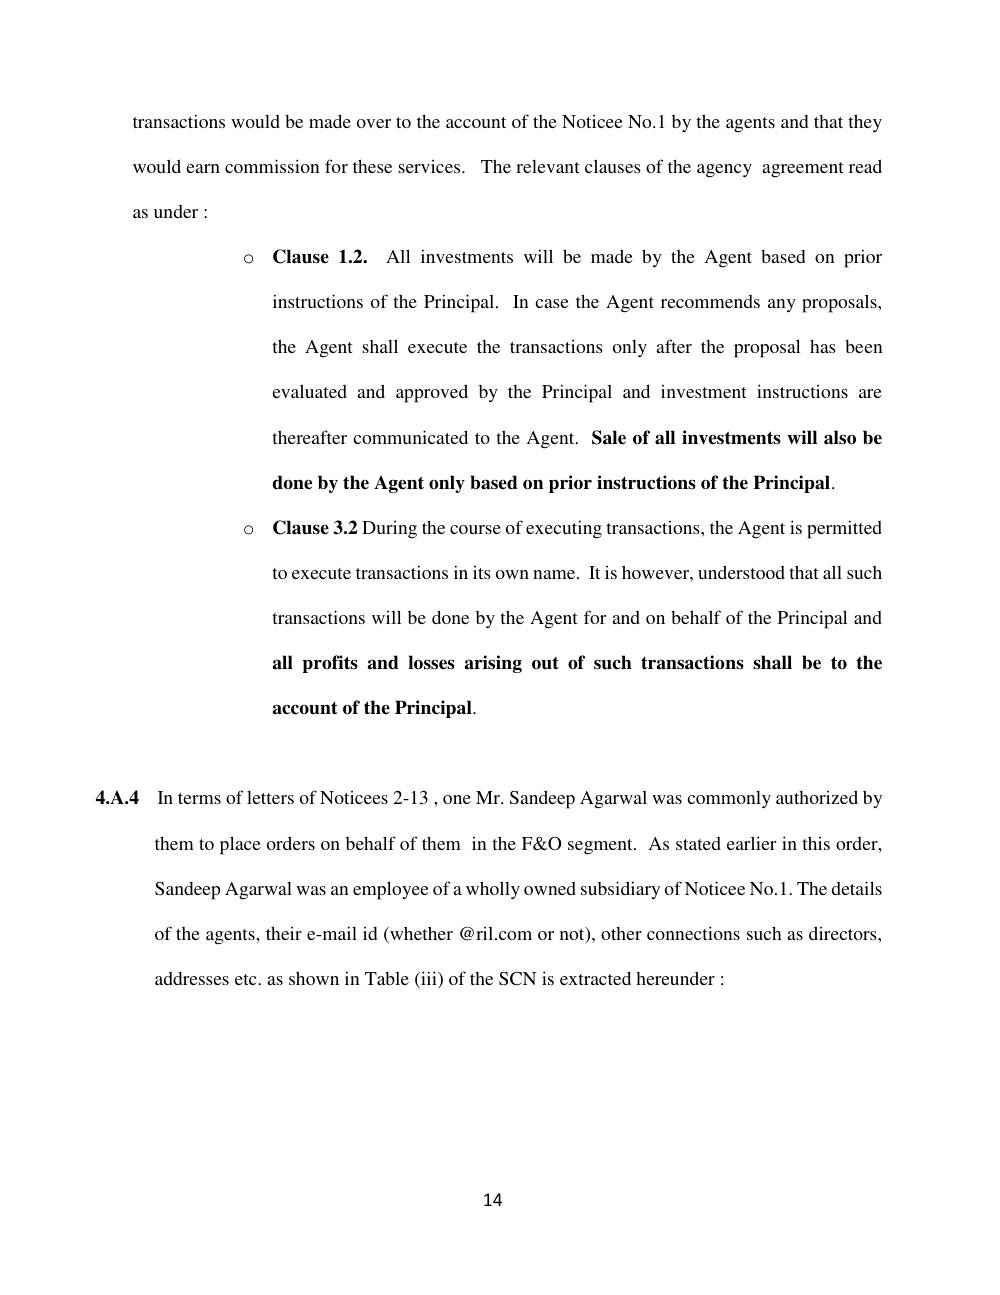 transactions would be made over to the account of the Noticee No.1 by the agents and that they
would earn commission for these services.   The relevant clauses of the agency  agreement read
as under :
o Clause 1.2.  All investments will be made by the Agent based on prior
instructions of the Principal.  In case the Agent recommends any proposals,
the Agent shall execute the transactions only after the proposal has been
evaluated and approved by the Principal and investment instructions are
thereafter communicated to the Agent.  Sale of all investments will also be
done by the Agent only based on prior instructions of the Principal.
o Clause 3.2 During the course of executing transactions, the Agent is permitted
to execute transactions in its own name.  It is however, understood that all such
transactions will be done by the Agent for and on behalf of the Principal and
all profits and losses arising out of such transactions shall be to the
account of the Principal.
4.A.4 In terms of letters of Noticees 2-13 , one Mr. Sandeep Agarwal was commonly authorized by
them to place orders on behalf of them  in the F&O segment.  As stated earlier in this order,
Sandeep Agarwal was an employee of a wholly owned subsidiary of Noticee No.1. The details
of the agents, their e-mail id (whether @ril.com or not), other connections such as directors,
addresses etc. as shown in Table (iii) of the SCN is extracted hereunder :
14